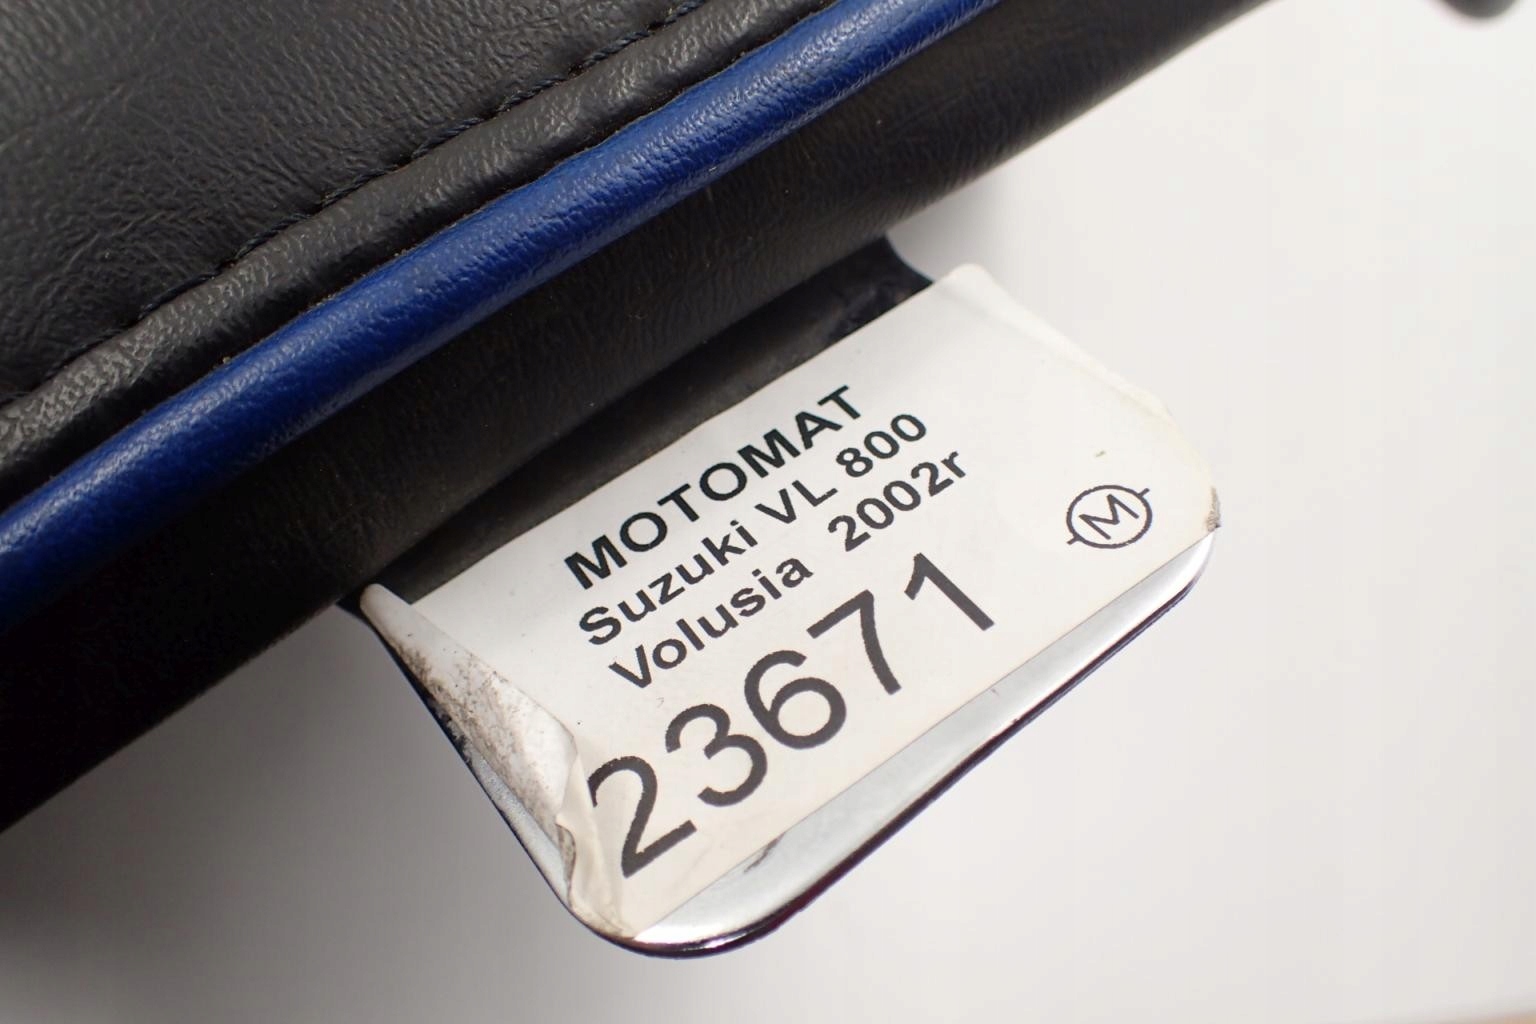 MOTOMAT
Suzuki VL 800
Volusia 2002r
23671
M